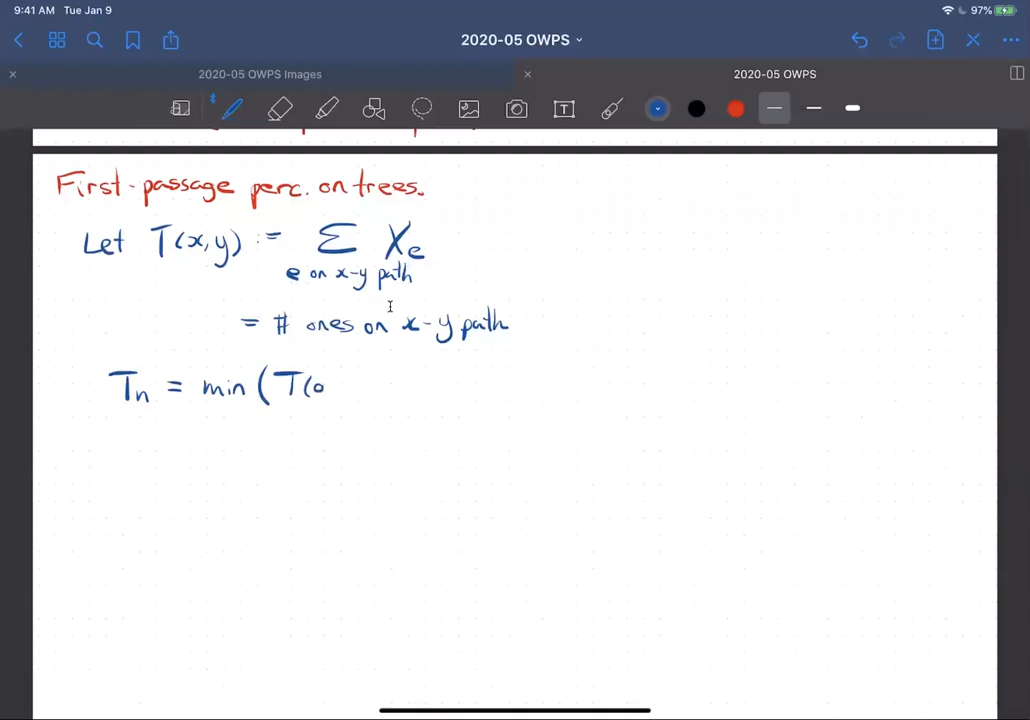 9:41 AM Tue Jan 9
97%
2020-05 OWPS
2020-05 OWPS Images
2020-05 OWPS
First-passage perc. on trees.
Let T(x,y) := Σ Xe
e on x-y path
= # ones on x-y path
Tn = min (T(o